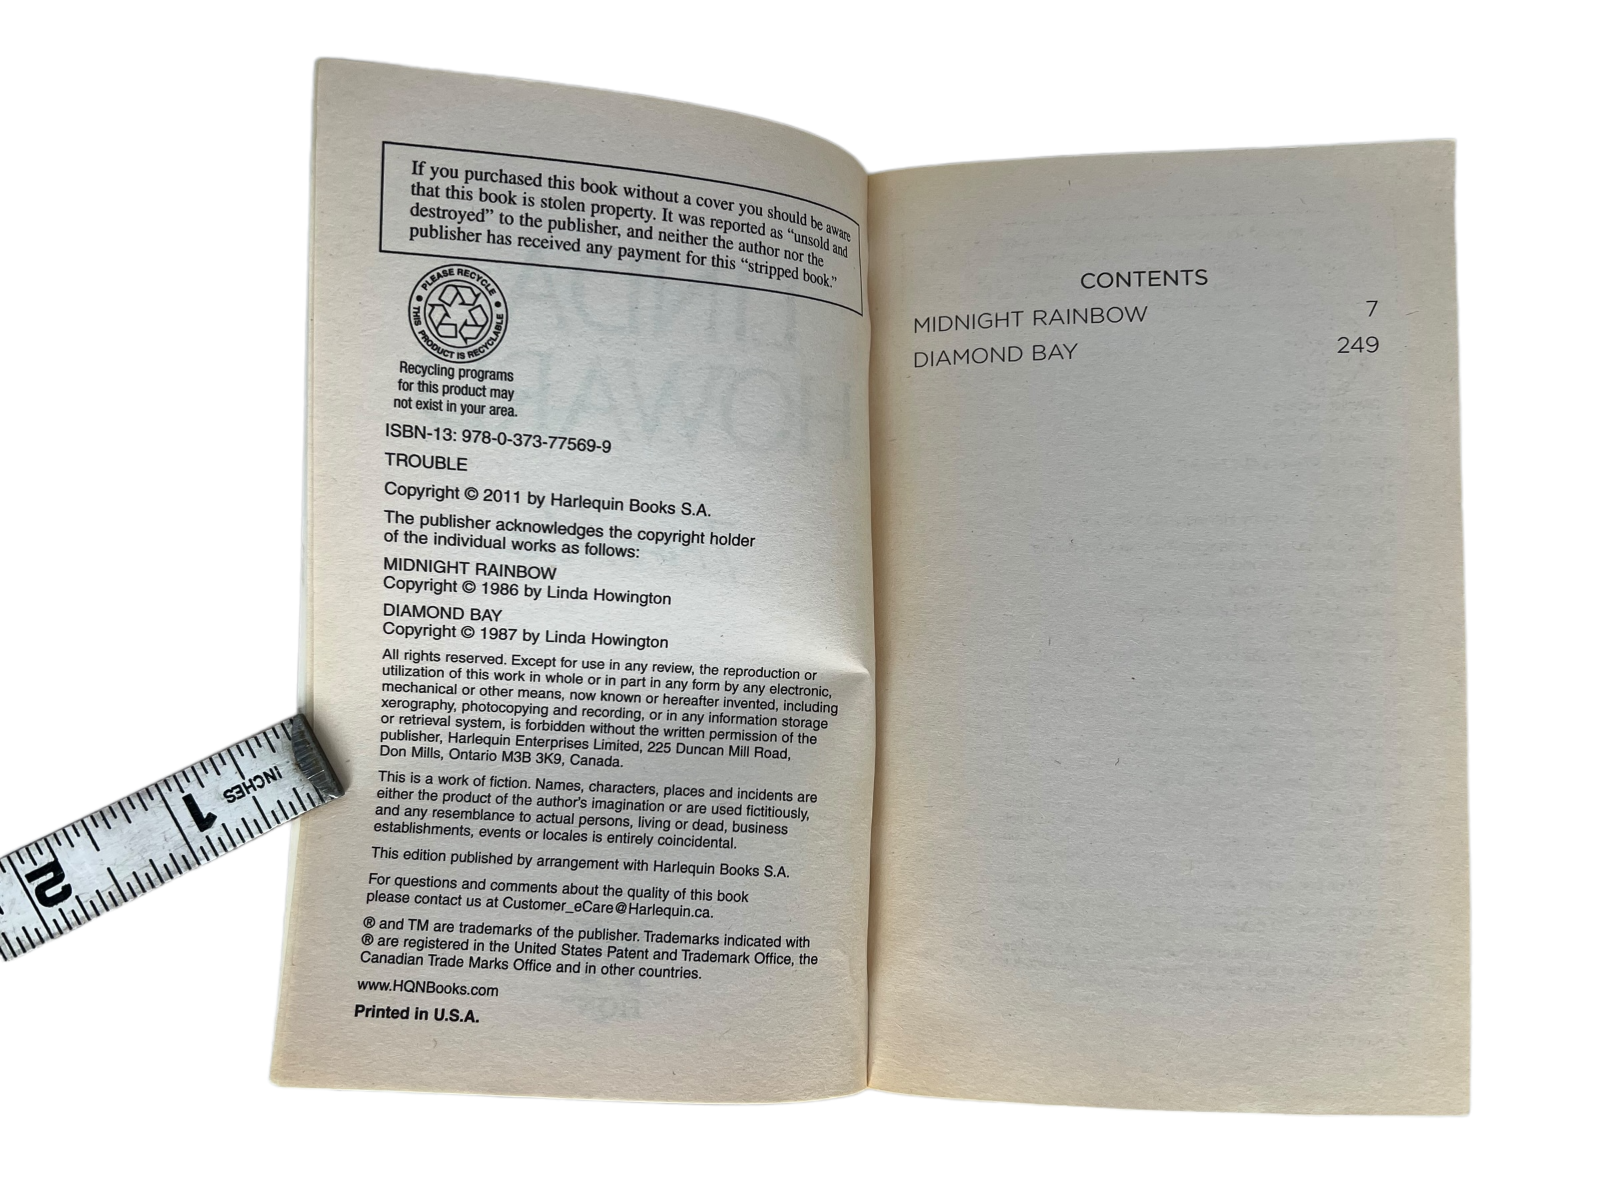 If you purchased this book without a cover you should be aware
that this book is stolen property. It was reported as “unsold and
destroyed” to the publisher, and neither the author nor the
publisher has received any payment for this “stripped book.”
PLEASE RECYCLE
THIS PRODUCT IS RECYCLABLE
Recycling programs
for this product may
not exist in your area.
ISBN-13: 978-0-373-77569-9
TROUBLE
Copyright © 2011 by Harlequin Books S.A.
The publisher acknowledges the copyright holder
of the individual works as follows:
MIDNIGHT RAINBOW
Copyright © 1986 by Linda Howington
DIAMOND BAY
Copyright © 1987 by Linda Howington
All rights reserved. Except for use in any review, the reproduction or
utilization of this work in whole or in part in any form by any electronic,
mechanical or other means, now known or hereafter invented, including
xerography, photocopying and recording, or in any information storage
or retrieval system, is forbidden without the written permission of the
publisher, Harlequin Enterprises Limited, 225 Duncan Mill Road,
Don Mills, Ontario M3B 3K9, Canada.
This is a work of fiction. Names, characters, places and incidents are
either the product of the author's imagination or are used fictitiously,
and any resemblance to actual persons, living or dead, business
establishments, events or locales is entirely coincidental.
This edition published by arrangement with Harlequin Books S.A.
For questions and comments about the quality of this book
please contact us at Customer_eCare@Harlequin.ca.
® and TM are trademarks of the publisher. Trademarks indicated with
® are registered in the United States Patent and Trademark Office, the
Canadian Trade Marks Office and in other countries.
www.HQNBooks.com
Printed in U.S.A.
CONTENTS
MIDNIGHT RAINBOW 7
DIAMOND BAY 249
INCHES
1
2